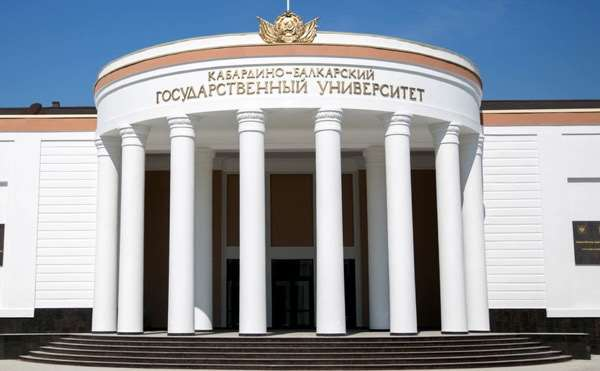 КАБАРДИНО-БАЛКАРСКИЙ
ГОСУДАРСТВЕННЫЙ УНИВЕРСИТЕТ